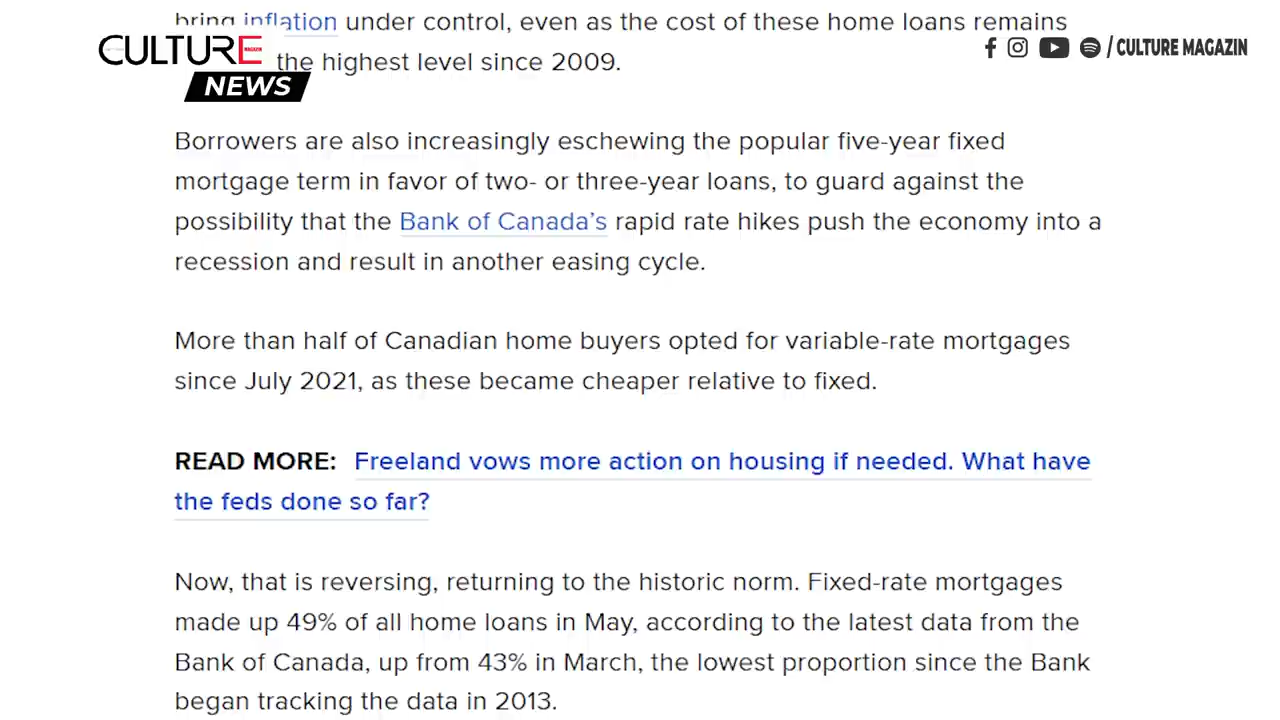 bring inflation under control, even as the cost of these home loans remains
CULTURE
MAGAZIN
NEWS
/ CULTURE MAGAZIN
the highest level since 2009.
Borrowers are also increasingly eschewing the popular five-year fixed
mortgage term in favor of two- or three-year loans, to guard against the
possibility that the Bank of Canada's rapid rate hikes push the economy into a
recession and result in another easing cycle.
More than half of Canadian home buyers opted for variable-rate mortgages
since July 2021, as these became cheaper relative to fixed.
READ MORE: Freeland vows more action on housing if needed. What have
the feds done so far?
Now, that is reversing, returning to the historic norm. Fixed-rate mortgages
made up 49% of all home loans in May, according to the latest data from the
Bank of Canada, up from 43% in March, the lowest proportion since the Bank
began tracking the data in 2013.